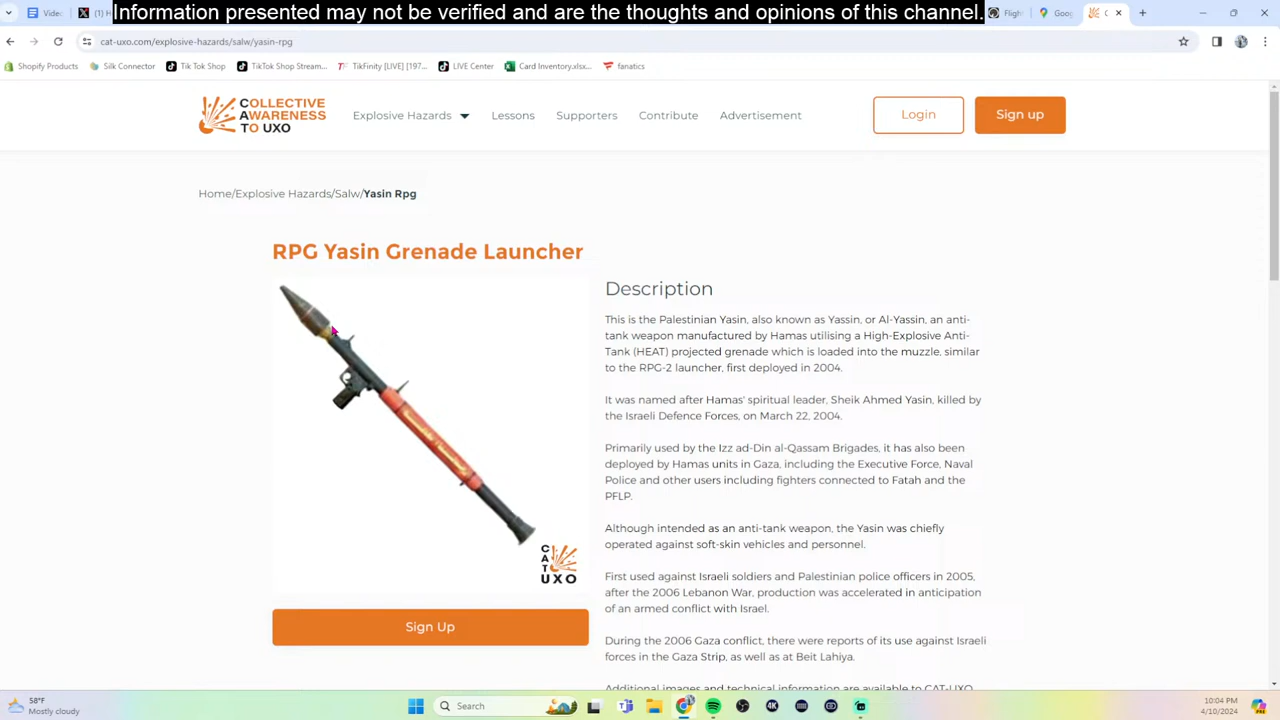 Information presented may not be verified and are the thoughts and opinions of this channel.
Video
Flight
Goog
C
cat-uxo.com/explosive-hazards/salw/yasin-rpg
Shopify Products
Silk Connector
Tik Tok Shop
TikTok Shop Stream...
TikFinity [LIVE] [197...
LIVE Center
Card Inventory.xlsx...
fanatics
COLLECTIVE
AWARENESS
TO UXO
Explosive Hazards
Lessons
Supporters
Contribute
Advertisement
Login
Sign up
Home/Explosive Hazards/Salw/Yasin Rpg
RPG Yasin Grenade Launcher
Description
This is the Palestinian Yasin, also known as Yassin, or Al-Yassin, an anti-
tank weapon manufactured by Hamas utilising a High-Explosive Anti-
Tank (HEAT) projected grenade which is loaded into the muzzle, similar
to the RPG-2 launcher, first deployed in 2004.
It was named after Hamas' spiritual leader, Sheik Ahmed Yasin, killed by
the Israeli Defence Forces, on March 22, 2004.
Primarily used by the Izz ad-Din al-Qassam Brigades, it has also been
deployed by Hamas units in Gaza, including the Executive Force, Naval
Police and other users including fighters connected to Fatah and the
PFLP.
Although intended as an anti-tank weapon, the Yasin was chiefly
operated against soft-skin vehicles and personnel.
First used against Israeli soldiers and Palestinian police officers in 2005,
after the 2006 Lebanon War, production was accelerated in anticipation
of an armed conflict with Israel.
During the 2006 Gaza conflict, there were reports of its use against Israeli
forces in the Gaza Strip, as well as at Beit Lahiya.
Additional images and technical information are available to CAT-UXO
CAT
UXO
Sign Up
58°F
Mostly cloudy
Search
10:04 PM
4/10/2024